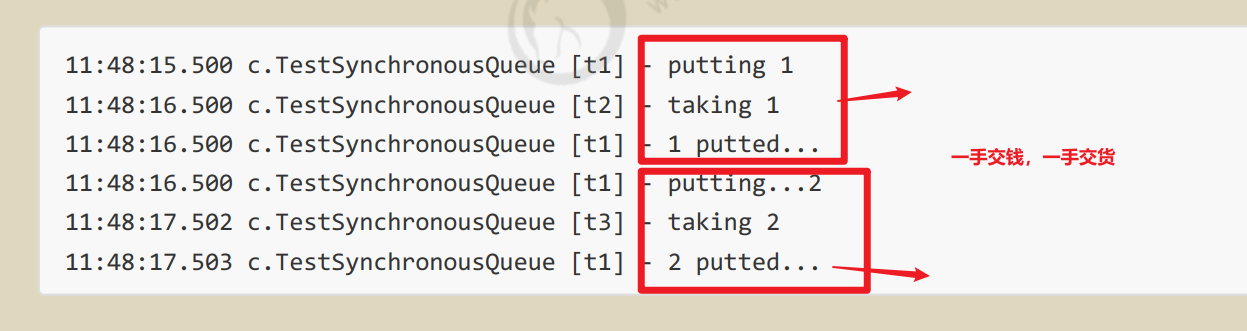 11:48:15.500 c.TestSynchronousQueue [t1] - putting 1
11:48:16.500 c.TestSynchronousQueue [t2] - taking 1
11:48:16.500 c.TestSynchronousQueue [t1] - 1 putted...
一手交钱，一手交货
11:48:16.500 c.TestSynchronousQueue [t1] - putting...2
11:48:17.502 c.TestSynchronousQueue [t3] - taking 2
11:48:17.503 c.TestSynchronousQueue [t1] - 2 putted...